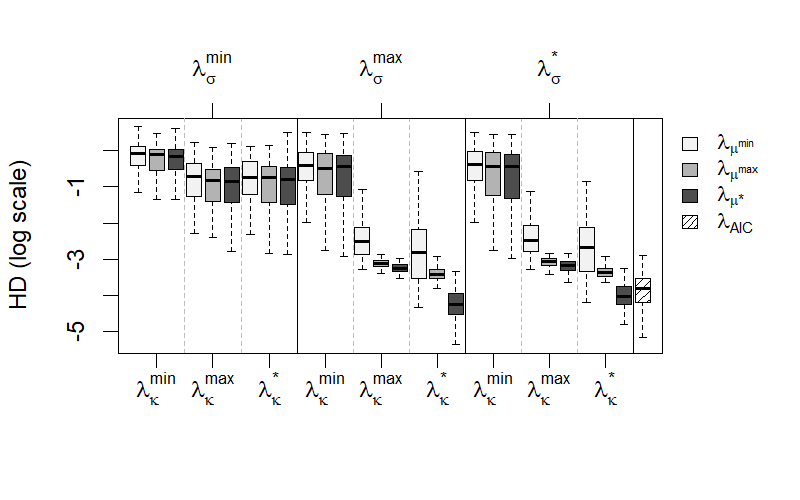 λσmin λσmax λσ*
HD (log scale)
-1
-3
-5
λκmin λκmax λκ* λκmin λκmax λκ* λκmin λκmax λκ*
λμmin
λμmax
λμ*
λAIC